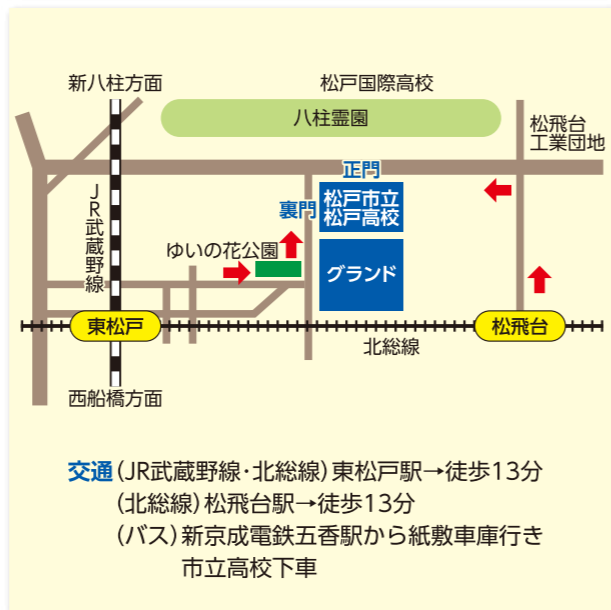 新八柱方面
松戸国際高校
八柱霊園
松飛台
工業団地
正門
裏門
松戸市立
松戸高校
JR武蔵野線
ゆいの花公園
グランド
東松戸
松飛台
北総線
西船橋方面
交通(JR武蔵野線・北総線)東松戸駅→徒歩13分
(北総線)松飛台駅→徒歩13分
(バス)新京成電鉄五香駅から紙敷車庫行き
市立高校下車